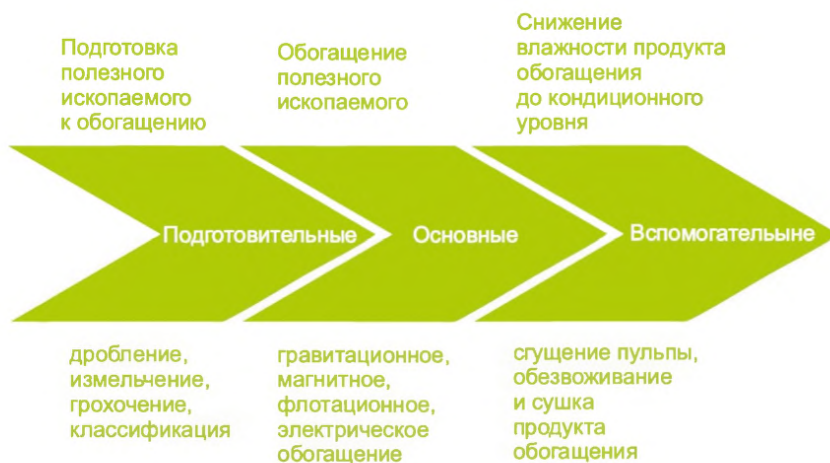 Подготовка
полезного
ископаемого
к обогащению
Обогащение
полезного
ископаемого
Снижение
влажности продукта
обогащения
до кондиционного
уровня
Подготовительные
Основные
Вспомогательыне
дробление,
измельчение,
грохочение,
классификация
гравитационное,
магнитное,
флотационное,
электрическое
обогащение
сгущение пульпы,
обезвоживание
и сушка
продукта
обогащения